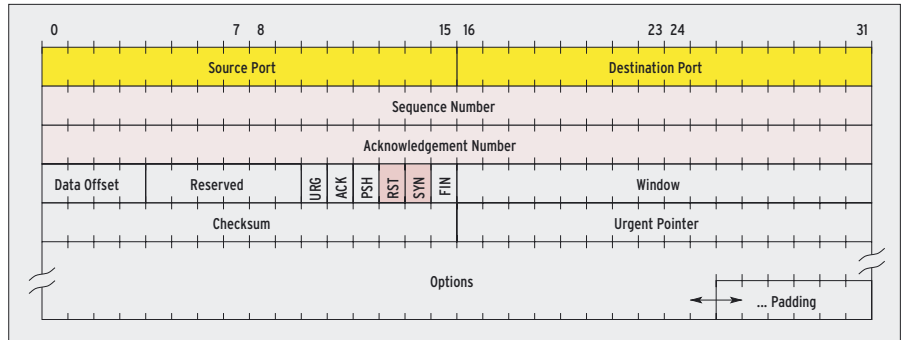 0 7 8 15 16 23 24 31
Source Port Destination Port
Sequence Number
Acknowledgement Number
Data Offset Reserved URG ACK PSH RST SYN FIN Window
Checksum Urgent Pointer
Options
... Padding